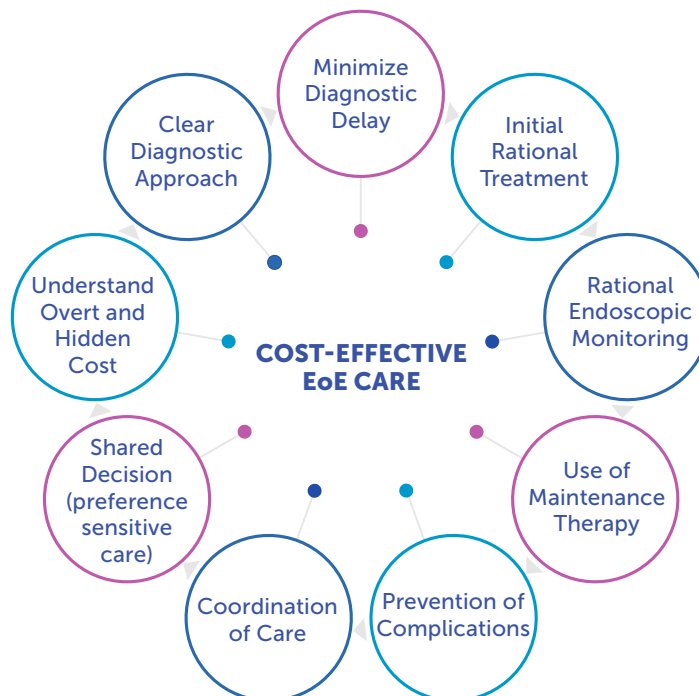 Minimize
Diagnostic
Delay
Initial
Rational
Treatment
Rational
Endoscopic
Monitoring
Use of
Maintenance
Therapy
Prevention of
Complications
Coordination
of Care
Shared
Decision
(preference
sensitive
care)
Understand
Overt and
Hidden
Cost
Clear
Diagnostic
Approach
COST-EFFECTIVE
EoE CARE